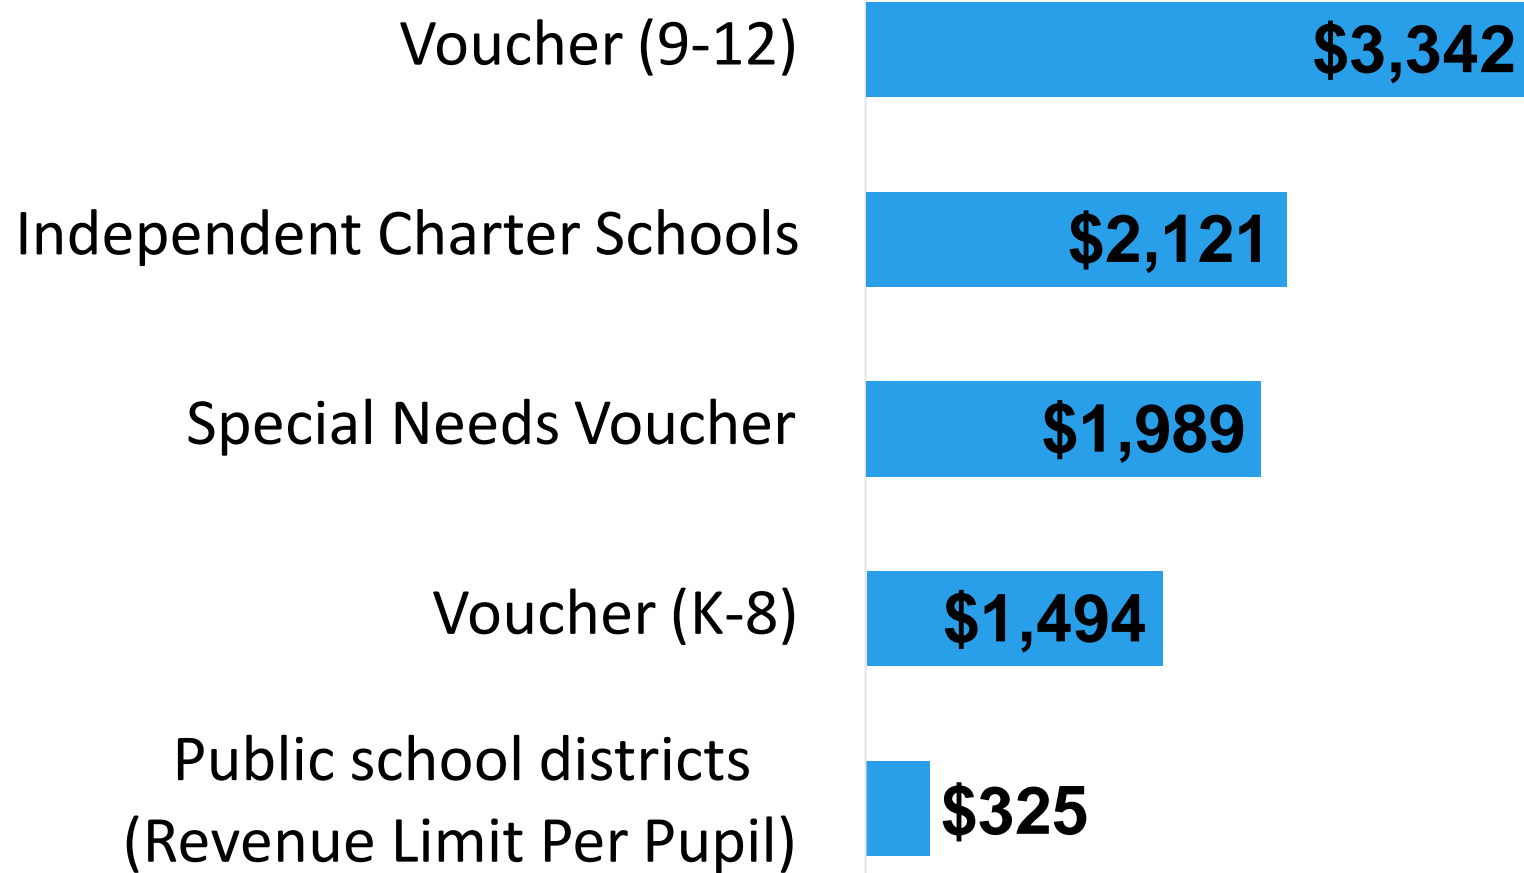 Voucher (9-12) $3,342
Independent Charter Schools $2,121
Special Needs Voucher $1,989
Voucher (K-8) $1,494
Public school districts
(Revenue Limit Per Pupil) $325